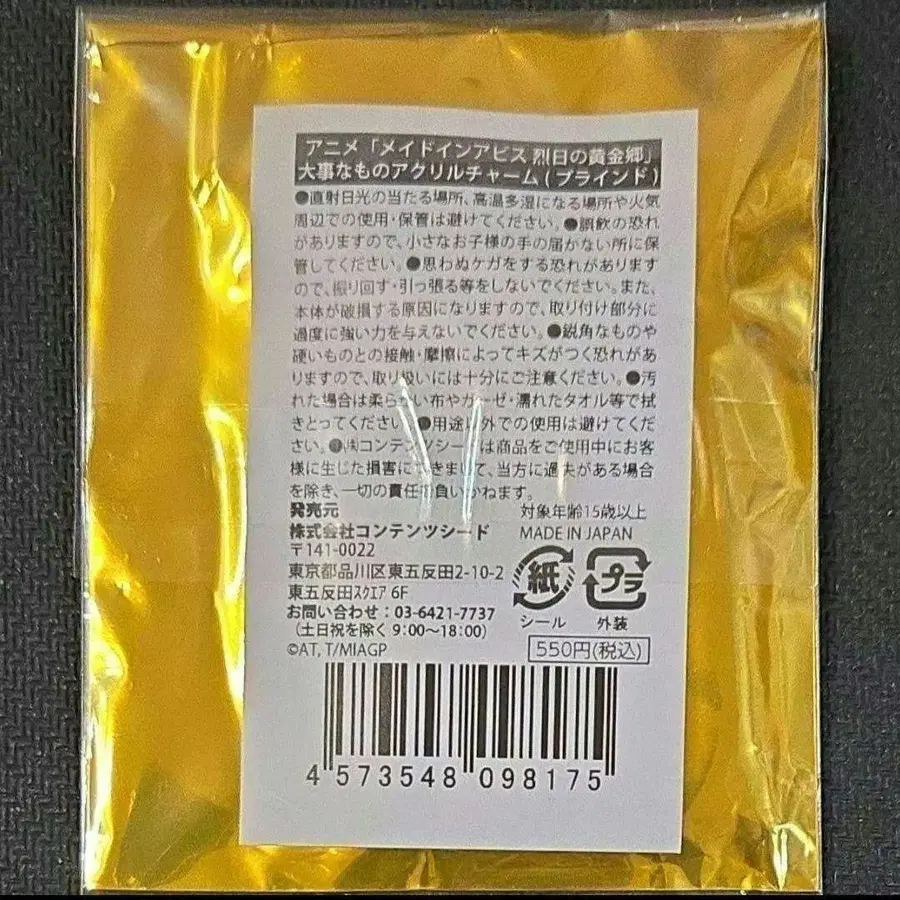 アニメ「メイドインアビス 烈日の黄金郷」
大事なものアクリルチャーム(ブラインド)
●直射日光の当たる場所、高温多湿になる場所や火気
周辺での使用・保管は避けてください。●誤飲の恐れ
がありますので、小さなお子様の手の届かない所に保
管してください。●思わぬケガをする恐れがあります
ので、振り回す・引っ張る等をしないでください。また、
本体が破損する原因になりますので、取り付け部分に
過度に強い力を与えないでください。●鋭角なものや
硬いものとの接触・摩擦によってキズがつく恐れがあ
りますので、取り扱いには十分にご注意ください。●汚
れた場合は柔らかい布やガーゼ・濡れたタオル等で拭
きとってください。●用途以外での使用は避けてくだ
さい。●㈱コンテンツシードは商品をご使用中にお客
様に生じた損害につきまして、当方に過失がある場合
を除き、一切の責任を負いかねます。
発売元
株式会社コンテンツシード
〒141-0022
東京都品川区東五反田2-10-2
東五反田スクエア 6F
お問い合わせ:03-6421-7737
(土日祝を除く 9:00～18:00)
©AT, T/MIAGP
対象年齢15歳以上
MADE IN JAPAN
紙
シール
プラ
外装
550円(税込)
4 573548 098175